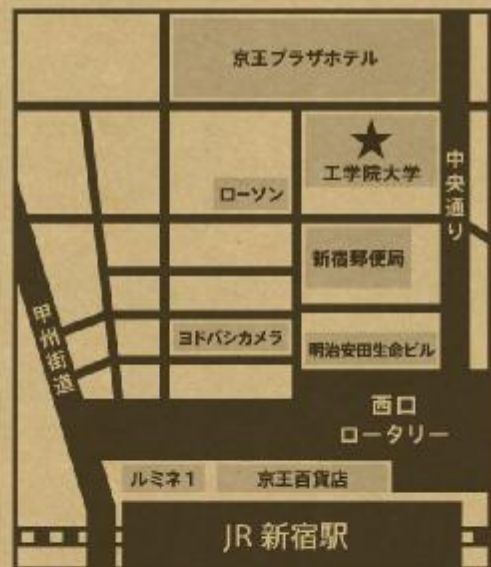 京王プラザホテル
★
工学院大学
中央通り
ローソン
新宿郵便局
甲州街道
ヨドバシカメラ
明治安田生命ビル
西口
ロータリー
ルミネ1
京王百貨店
JR 新宿駅